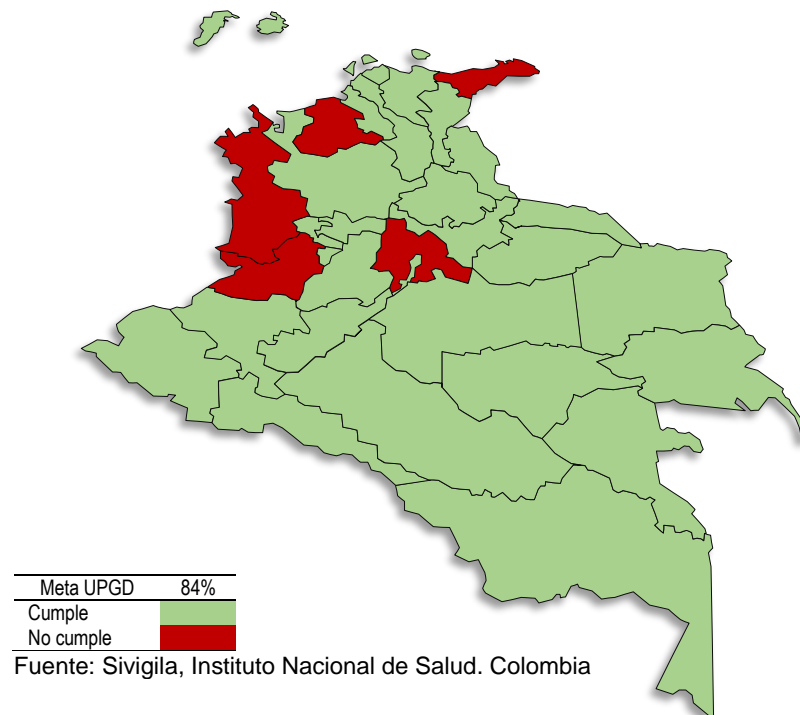 Meta UPGD 84%
Cumple
No cumple
Fuente: Sivigila, Instituto Nacional de Salud. Colombia